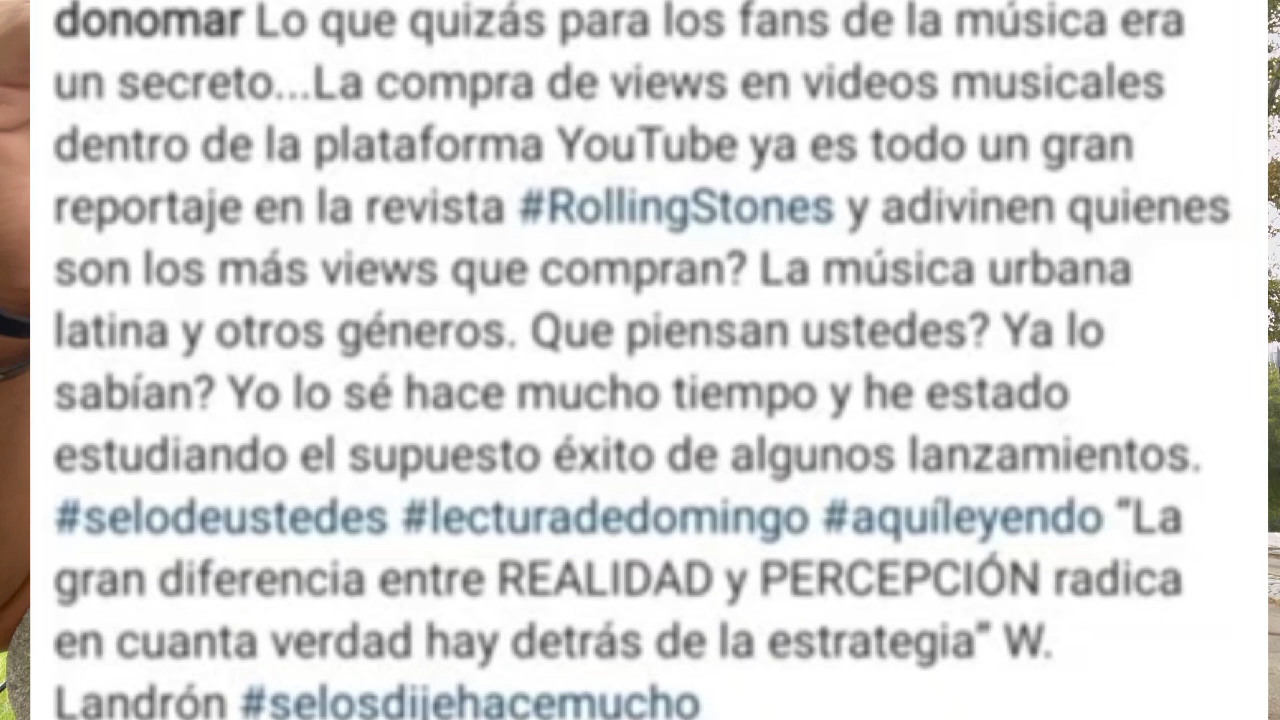 donomar Lo que quizás para los fans de la música era
un secreto...La compra de views en videos musicales
dentro de la plataforma YouTube ya es todo un gran
reportaje en la revista #RollingStones y adivinen quienes
son los más views que compran? La música urbana
latina y otros géneros. Que piensan ustedes? Ya lo
sabían? Yo lo sé hace mucho tiempo y he estado
estudiando el supuesto éxito de algunos lanzamientos.
#selodeustedes #lecturadedomingo #aquíleyendo “La
gran diferencia entre REALIDAD y PERCEPCIÓN radica
en cuanta verdad hay detrás de la estrategia” W.
Landrón #selosdijehacemucho